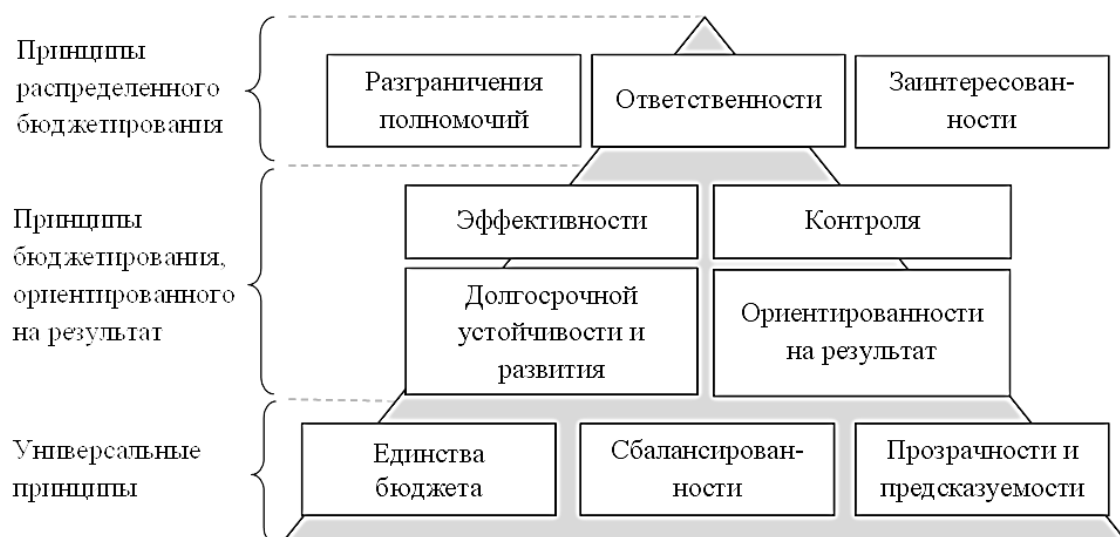 Принципы
распределенного
бюджетирования
Разграничения
полномочий
Ответственности
Заинтересован-
ности
Принципы
бюджетирования,
ориентированного
на результат
Эффективности
Контроля
Долгосрочной
устойчивости и
развития
Ориентированности
на результат
Универсальные
принципы
Единства
бюджета
Сбалансирован-
ности
Прозрачности и
предсказуемости